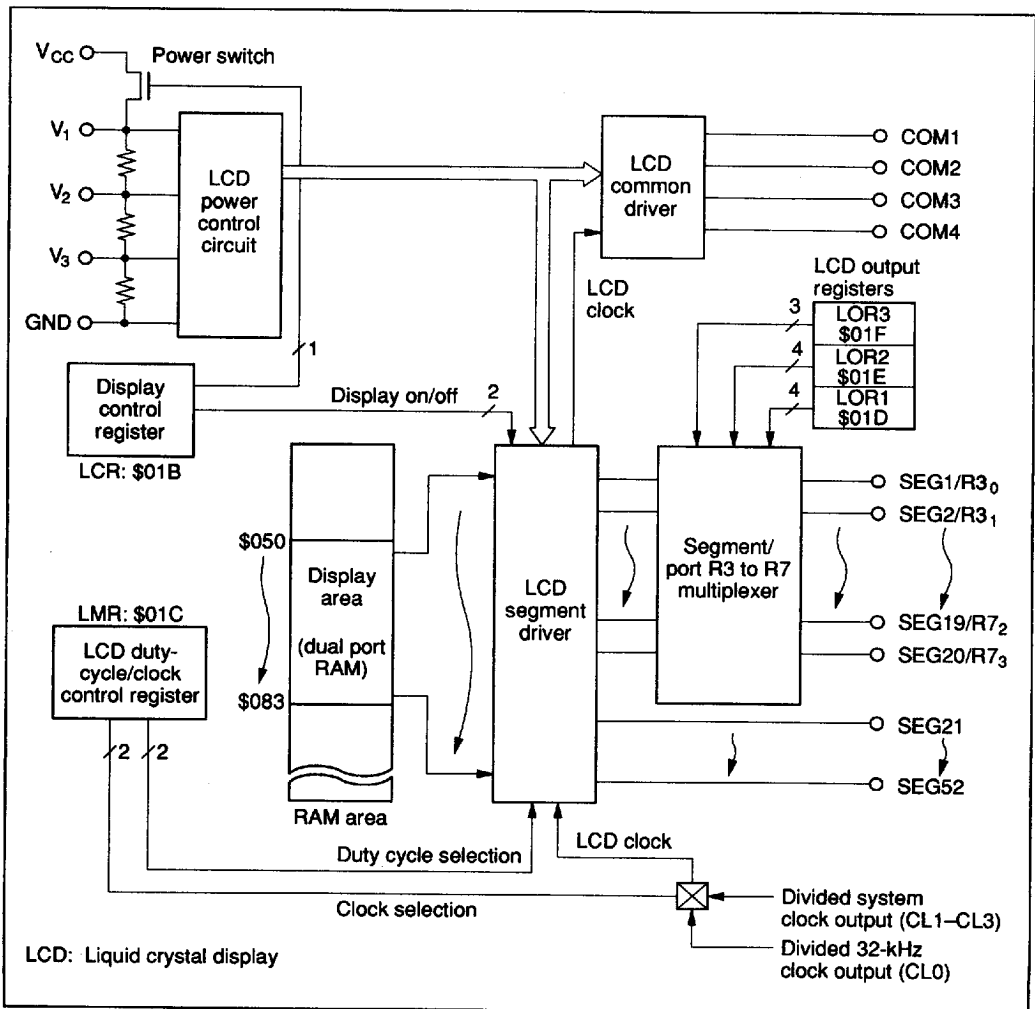 V_CC
Power switch
V_1
V_2
V_3
GND
LCD
power
control
circuit
LCD
common
driver
COM1
COM2
COM3
COM4
LCD
clock
LCD output
registers
3
LOR3
$01F
4
LOR2
$01E
4
LOR1
$01D
1
Display
control
register
LCR: $01B
Display on/off
2
$050
Display
area
(dual port
RAM)
$083
RAM area
LCD
segment
driver
Segment/
port R3 to R7
multiplexer
SEG1/R3_0
SEG2/R3_1
SEG19/R7_2
SEG20/R7_3
SEG21
SEG52
LMR: $01C
LCD duty-
cycle/clock
control register
2
2
Duty cycle selection
Clock selection
LCD clock
Divided system
clock output (CL1–CL3)
Divided 32-kHz
clock output (CL0)
LCD: Liquid crystal display